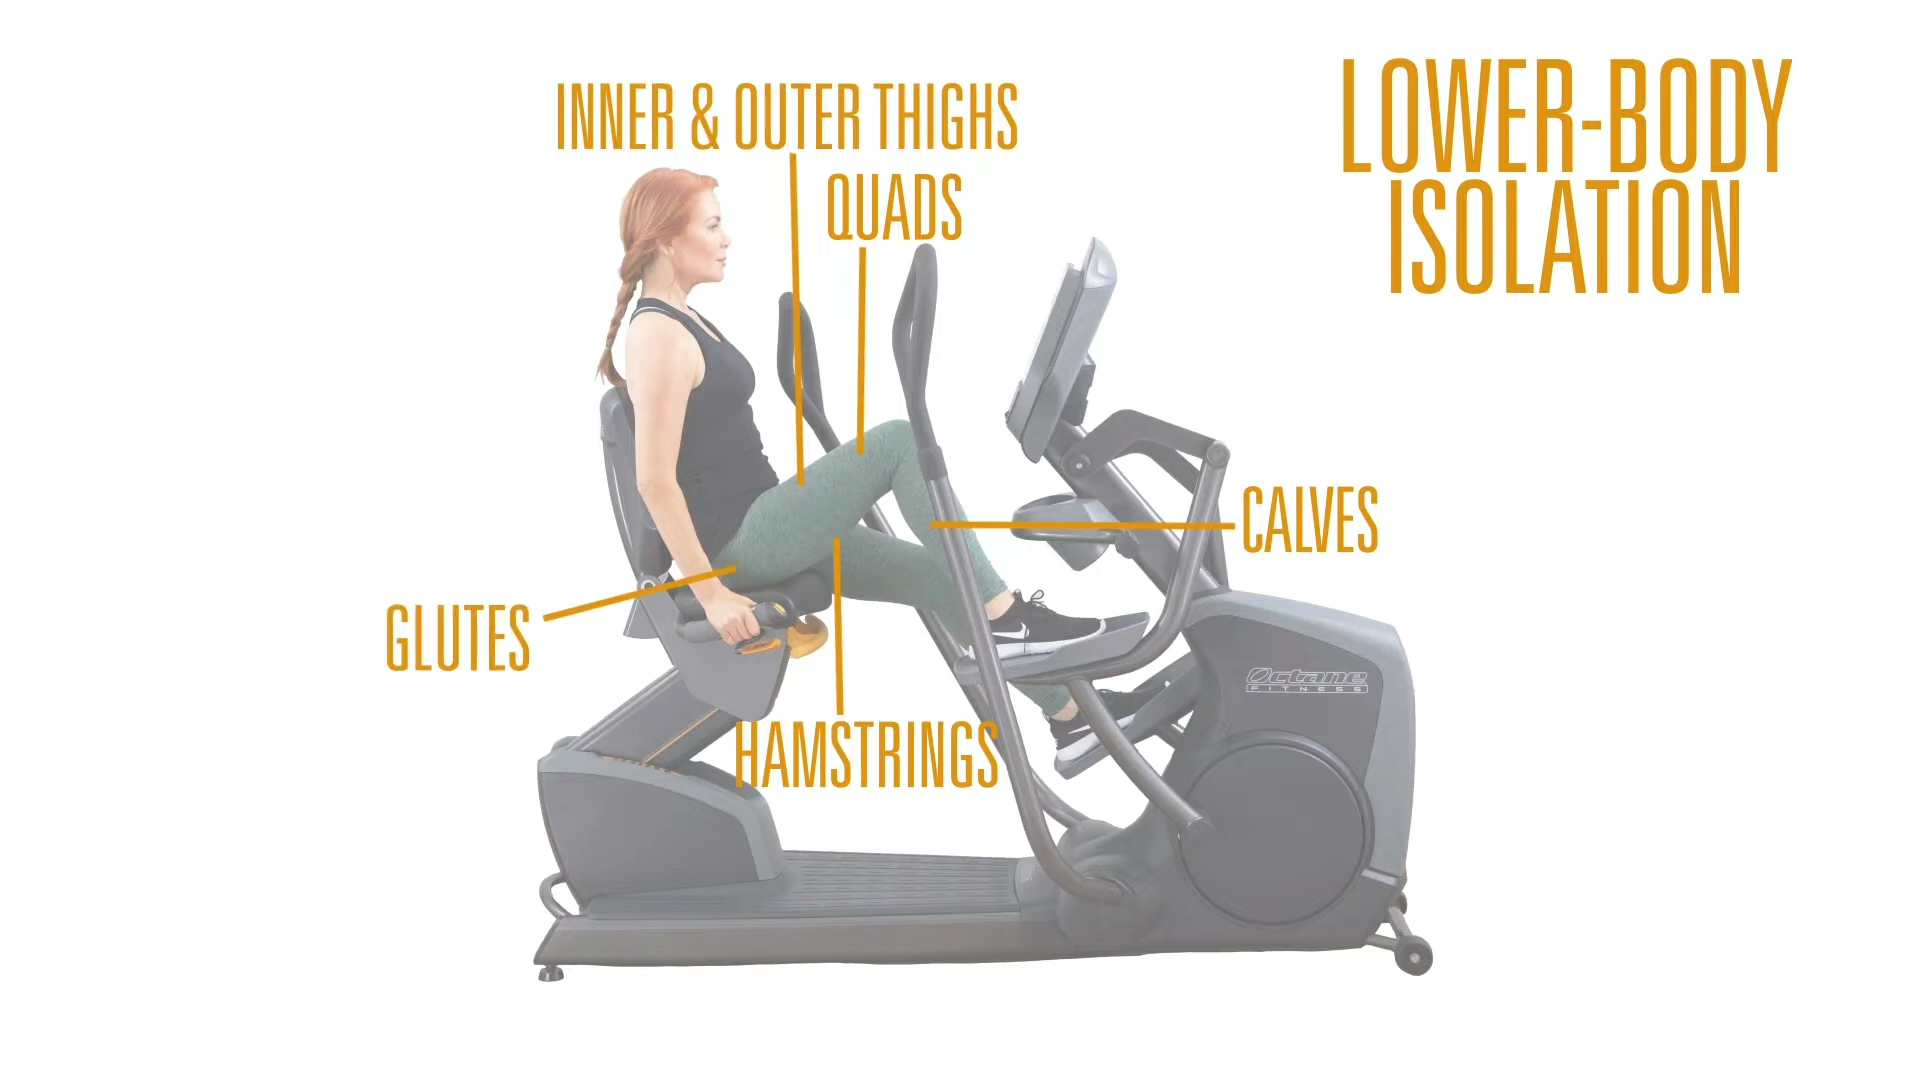 LOWER-BODY
ISOLATION
INNER & OUTER THIGHS
QUADS
CALVES
GLUTES
HAMSTRINGS
Octane
FITNESS